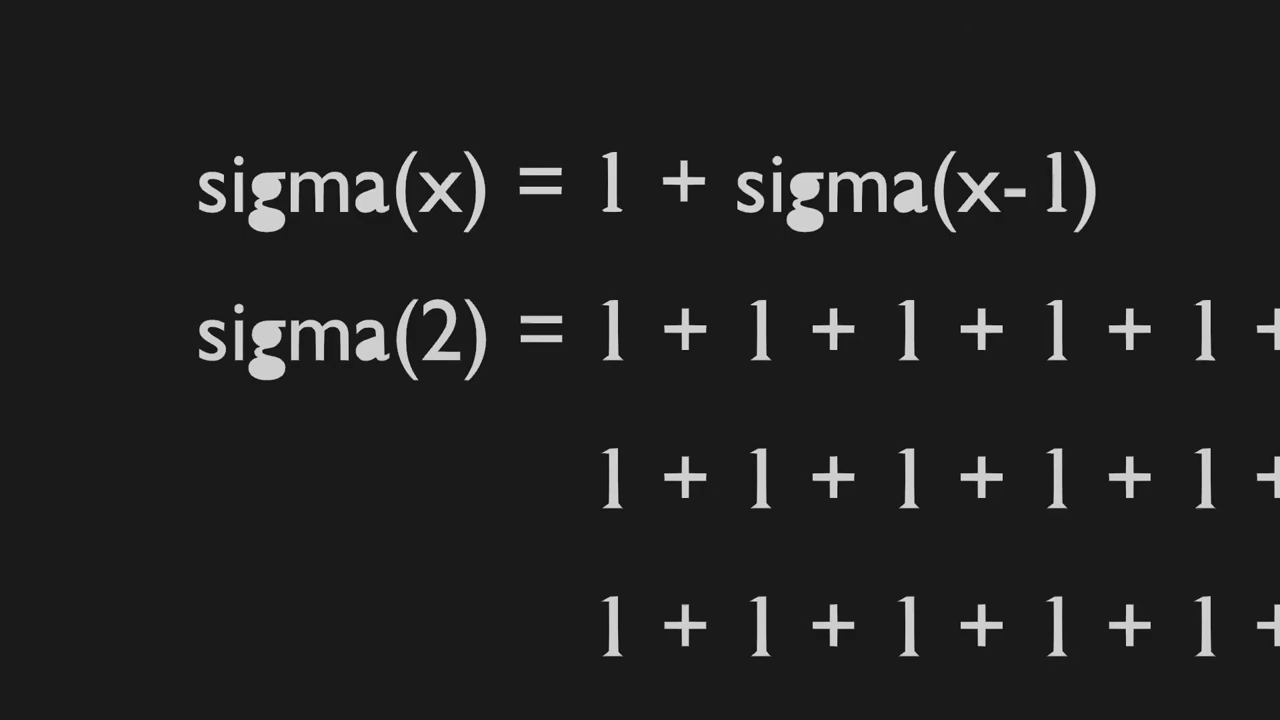 sigma(x) = 1 + sigma(x-1)
sigma(2) = 1 + 1 + 1 + 1 + 1 +
1 + 1 + 1 + 1 + 1 +
1 + 1 + 1 + 1 + 1 +